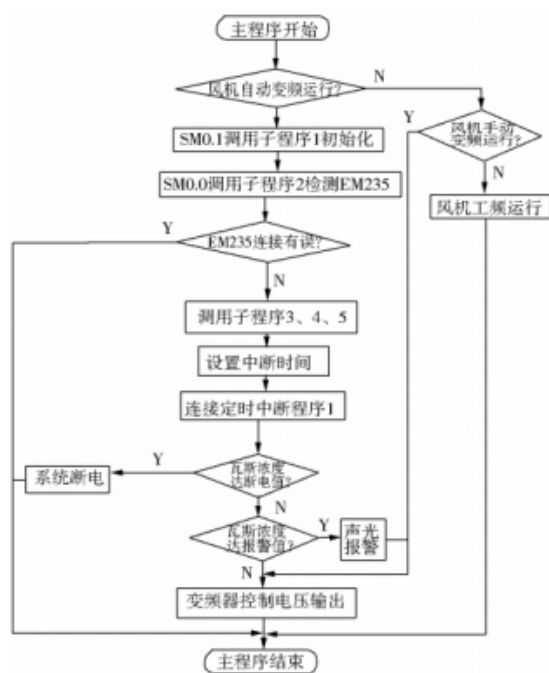 主程序开始
风机自动变频运行?
N
Y
风机手动
变频运行?
SM0.1调用子程序1初始化
N
SM0.0调用子程序2检测EM235
风机工频运行
Y
EM235连接有误?
N
调用子程序3、4、5
设置中断时间
连接定时中断程序1
系统断电
Y
瓦斯浓度
达断电值?
N
瓦斯浓度
达报警值?
Y
声光
报警
N
变频器控制电压输出
主程序结束